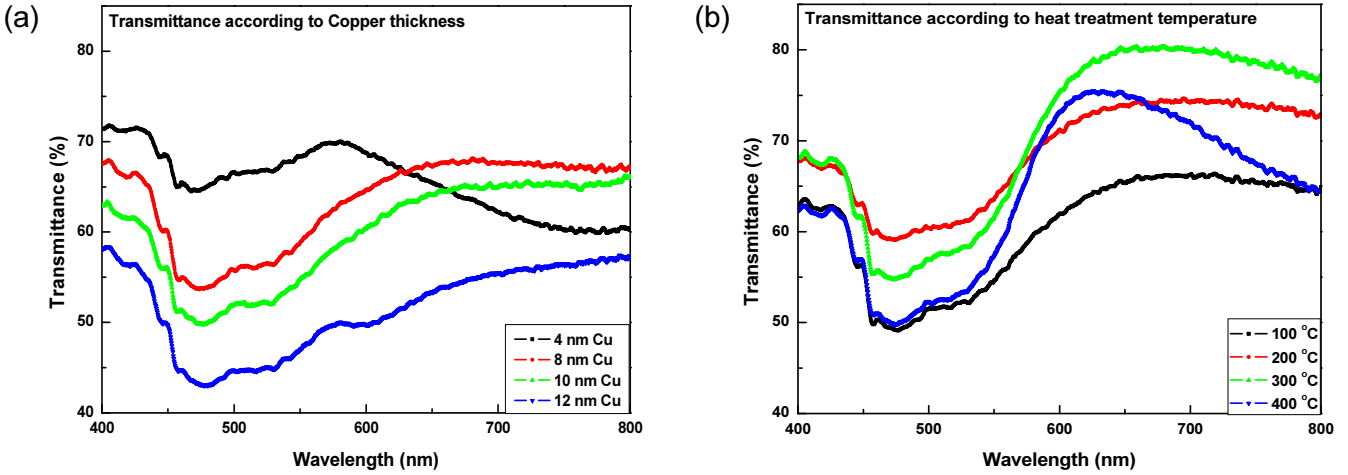 (a)
Transmittance according to Copper thickness
Transmittance (%)
80
70
60
50
40
400
500
600
700
800
Wavelength (nm)
4 nm Cu
8 nm Cu
10 nm Cu
12 nm Cu
(b)
Transmittance according to heat treatment temperature
Transmittance (%)
80
70
60
50
40
400
500
600
700
800
Wavelength (nm)
100 °C
200 °C
300 °C
400 °C